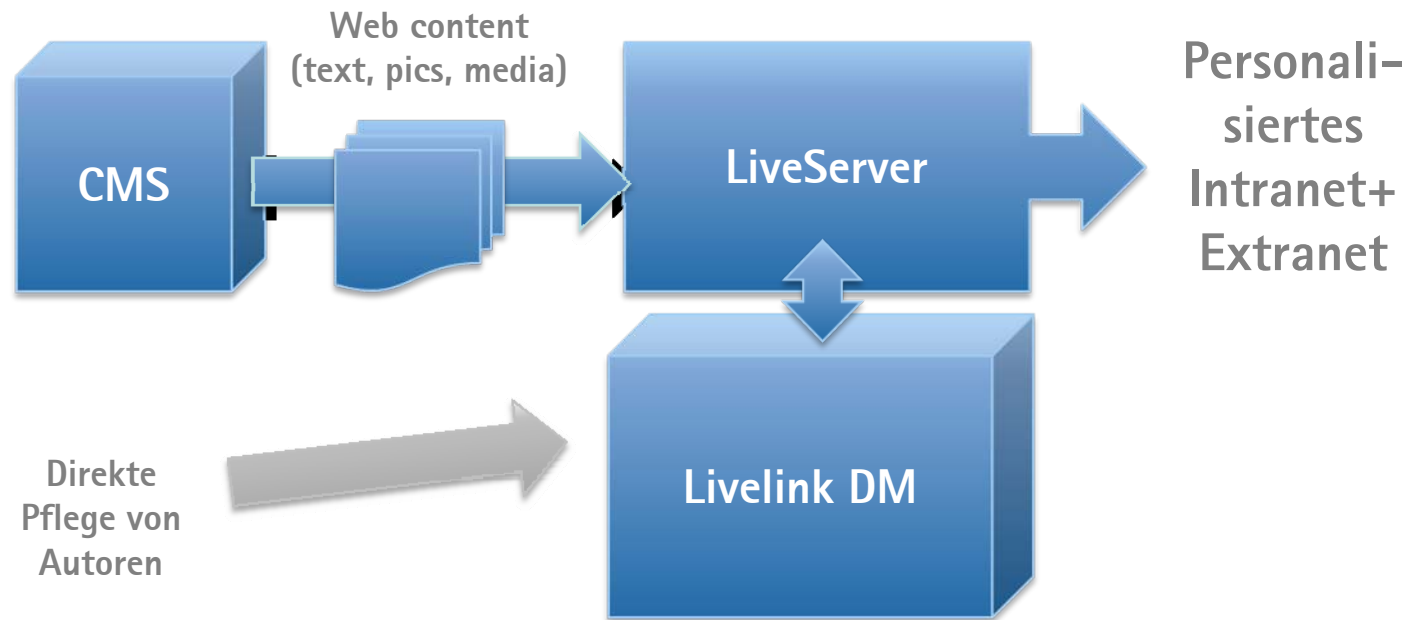 Web content
(text, pics, media)
CMS
LiveServer
Personali-
siertes
Intranet+
Extranet
Direkte
Pflege von
Autoren
Livelink DM